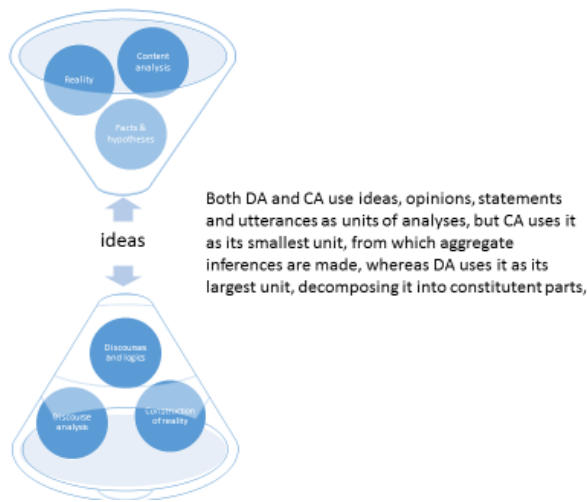 Content
analysis
Reality
Facts &
hypotheses
Both DA and CA use ideas, opinions, statements
and utterances as units of analyses, but CA uses it
as its smallest unit, from which aggregate
inferences are made, whereas DA uses it as its
largest unit, decomposing it into constitutent parts,
ideas
Discourses
and logics
Discourse
analysis
Construction
of reality